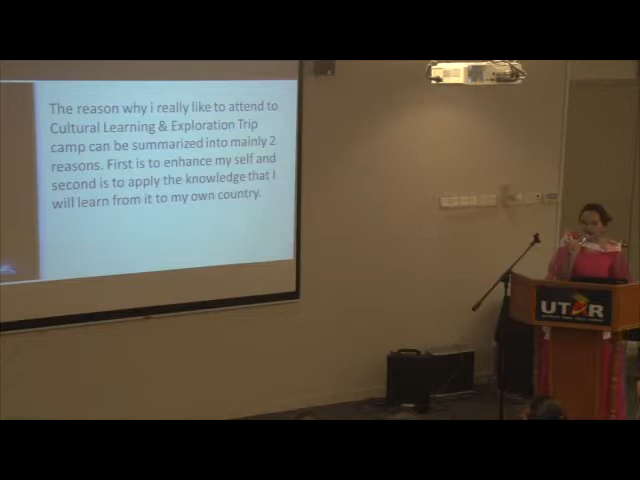 The reason why i really like to attend to
Cultural Learning & Exploration Trip
camp can be summarized into mainly 2
reasons. First is to enhance my self and
second is to apply the knowledge that I
will learn from it to my own country.
UTAR